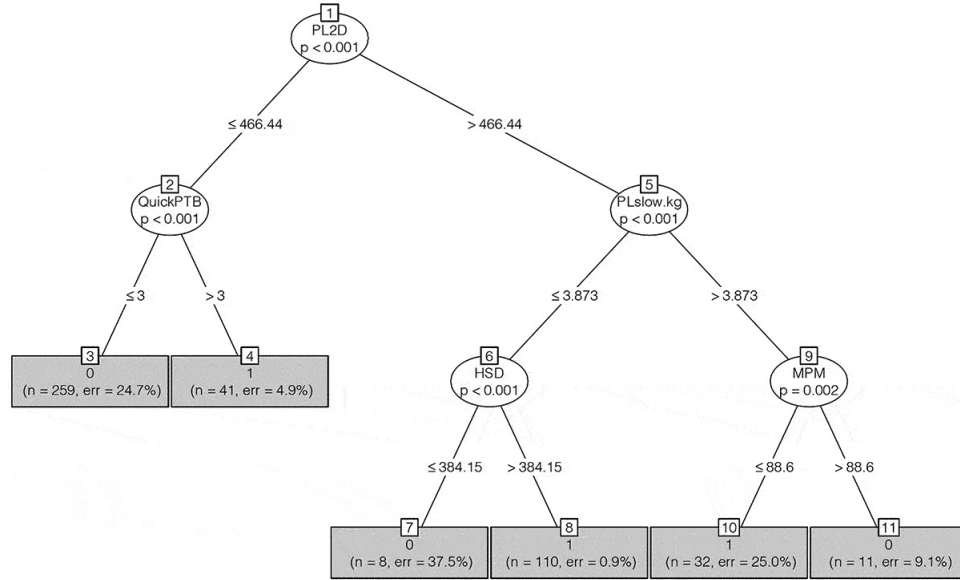 1
PL2D
p < 0.001
≤ 466.44
> 466.44
2
QuickPTB
p < 0.001
5
PLslow.kg
p < 0.001
≤ 3
> 3
≤ 3.873
> 3.873
3
0
(n = 259, err = 24.7%)
4
1
(n = 41, err = 4.9%)
6
HSD
p < 0.001
9
MPM
p = 0.002
≤ 384.15
> 384.15
≤ 88.6
> 88.6
7
0
(n = 8, err = 37.5%)
8
1
(n = 110, err = 0.9%)
10
1
(n = 32, err = 25.0%)
11
0
(n = 11, err = 9.1%)